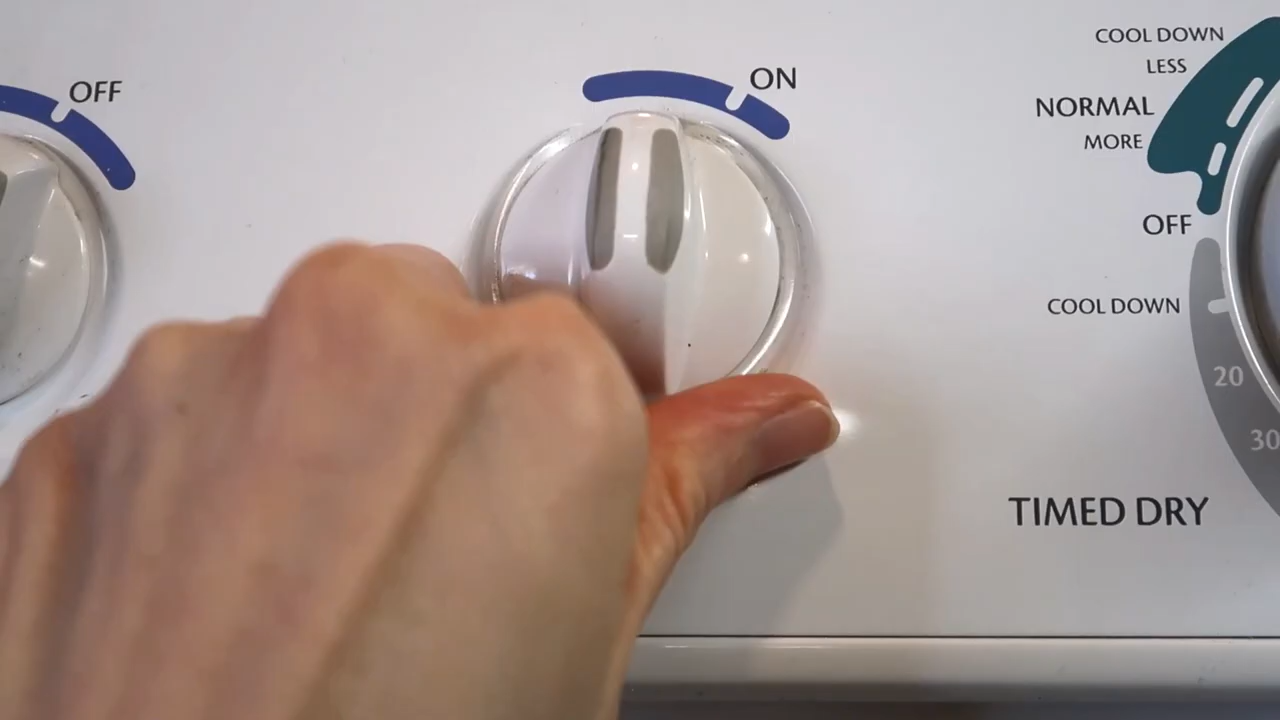 OFF
ON
COOL DOWN
LESS
NORMAL
MORE
OFF
COOL DOWN
20
30
TIMED DRY